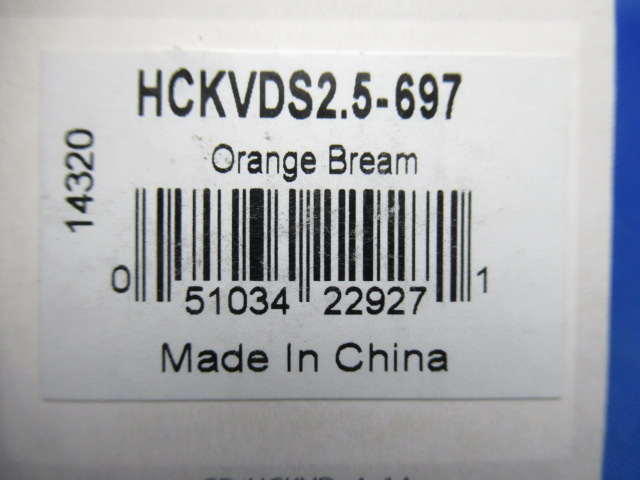 HCKVDS2.5-697
Orange Bream
14320
0 51034 22927 1
Made In China